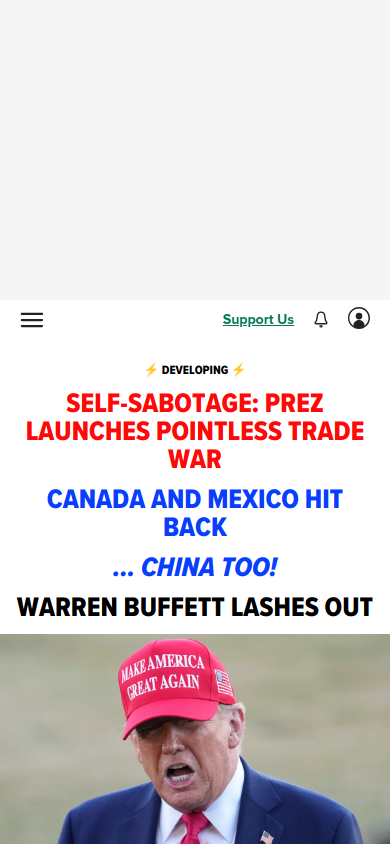 Support Us
⚡ DEVELOPING ⚡
SELF-SABOTAGE: PREZ
LAUNCHES POINTLESS TRADE
WAR
CANADA AND MEXICO HIT
BACK
... CHINA TOO!
WARREN BUFFETT LASHES OUT
MAKE AMERICA
GREAT AGAIN